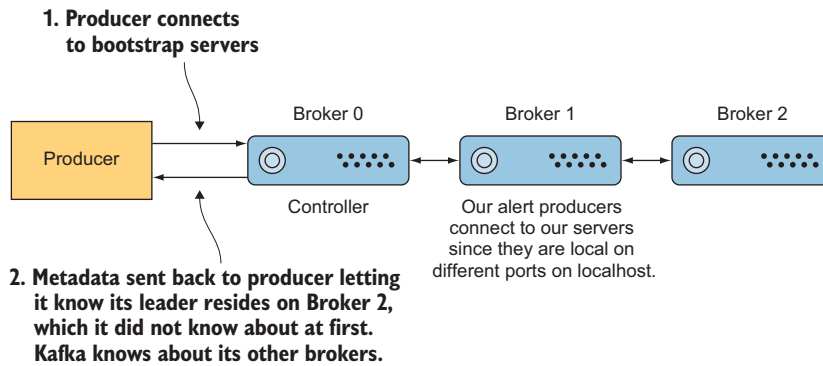 1. Producer connects
to bootstrap servers
Broker 0
Broker 1
Broker 2
Producer
Controller
Our alert producers
connect to our servers
since they are local on
different ports on localhost.
2. Metadata sent back to producer letting
it know its leader resides on Broker 2,
which it did not know about at first.
Kafka knows about its other brokers.